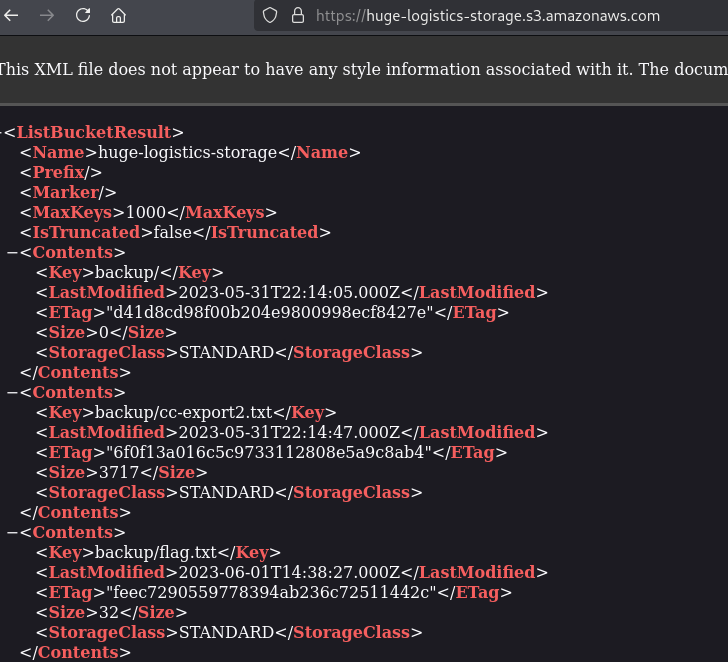 https://huge-logistics-storage.s3.amazonaws.com
This XML file does not appear to have any style information associated with it. The docum
−<ListBucketResult>
<Name>huge-logistics-storage</Name>
<Prefix/>
<Marker/>
<MaxKeys>1000</MaxKeys>
<IsTruncated>false</IsTruncated>
−<Contents>
<Key>backup/</Key>
<LastModified>2023-05-31T22:14:05.000Z</LastModified>
<ETag>"d41d8cd98f00b204e9800998ecf8427e"</ETag>
<Size>0</Size>
<StorageClass>STANDARD</StorageClass>
</Contents>
−<Contents>
<Key>backup/cc-export2.txt</Key>
<LastModified>2023-05-31T22:14:47.000Z</LastModified>
<ETag>"6f0f13a016c5c9733112808e5a9c8ab4"</ETag>
<Size>3717</Size>
<StorageClass>STANDARD</StorageClass>
</Contents>
−<Contents>
<Key>backup/flag.txt</Key>
<LastModified>2023-06-01T14:38:27.000Z</LastModified>
<ETag>"feec7290559778394ab236c72511442c"</ETag>
<Size>32</Size>
<StorageClass>STANDARD</StorageClass>
</Contents>